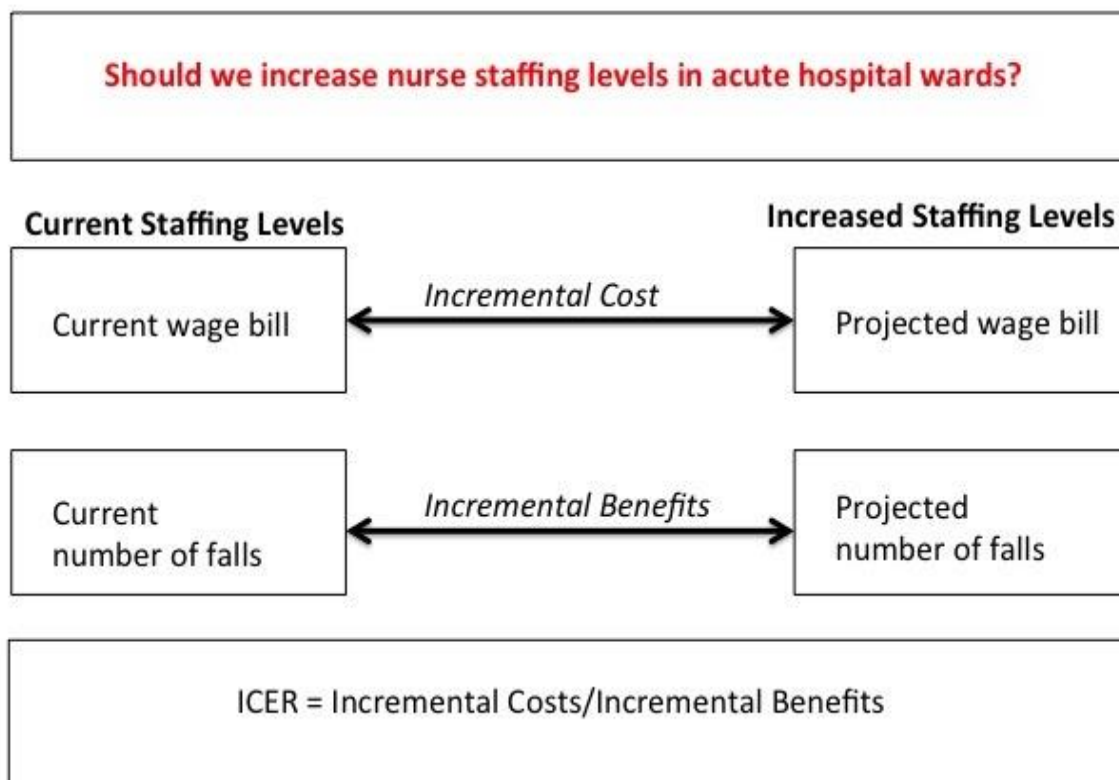 Should we increase nurse staffing levels in acute hospital wards?
Current Staffing Levels
Increased Staffing Levels
Current wage bill
Incremental Cost
Projected wage bill
Current
number of falls
Incremental Benefits
Projected
number of falls
ICER = Incremental Costs/Incremental Benefits